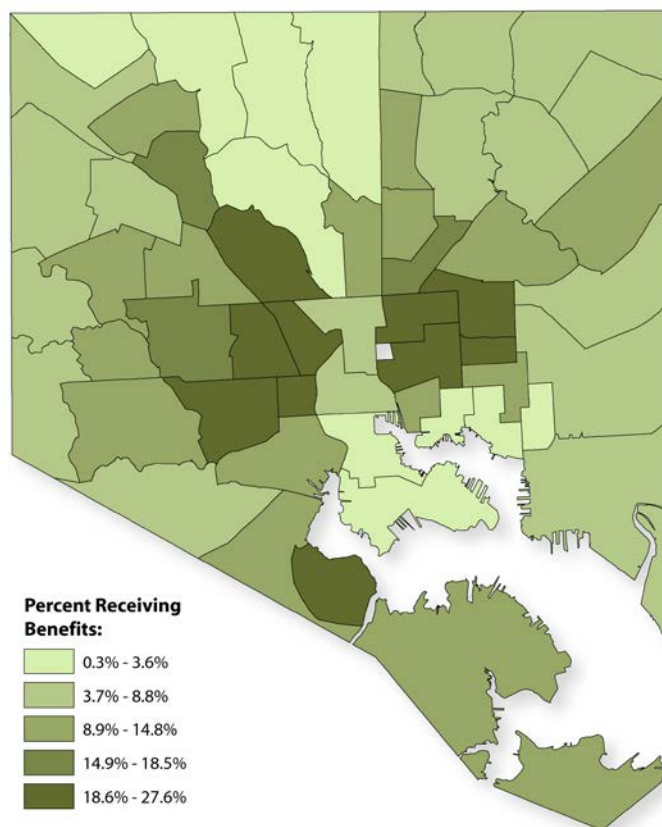 Percent Receiving
Benefits:
0.3% - 3.6%
3.7% - 8.8%
8.9% - 14.8%
14.9% - 18.5%
18.6% - 27.6%